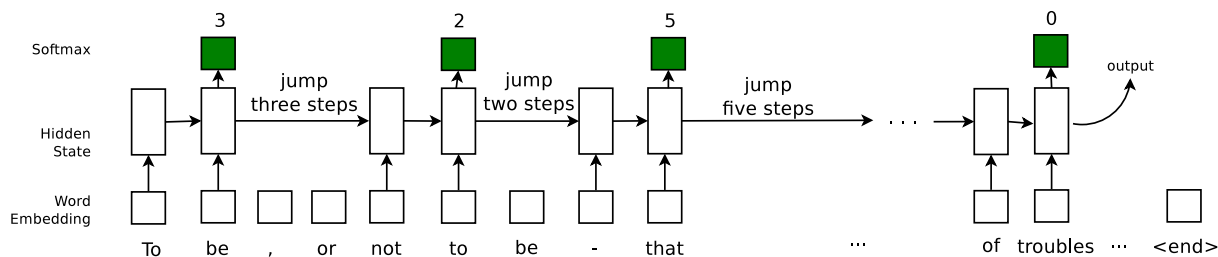 3 2 5 0
Softmax
output
jump
three steps
jump
two steps
jump
five steps
. . .
Hidden
State
Word
Embedding
To be , or not to be - that ... of troubles ... <end>